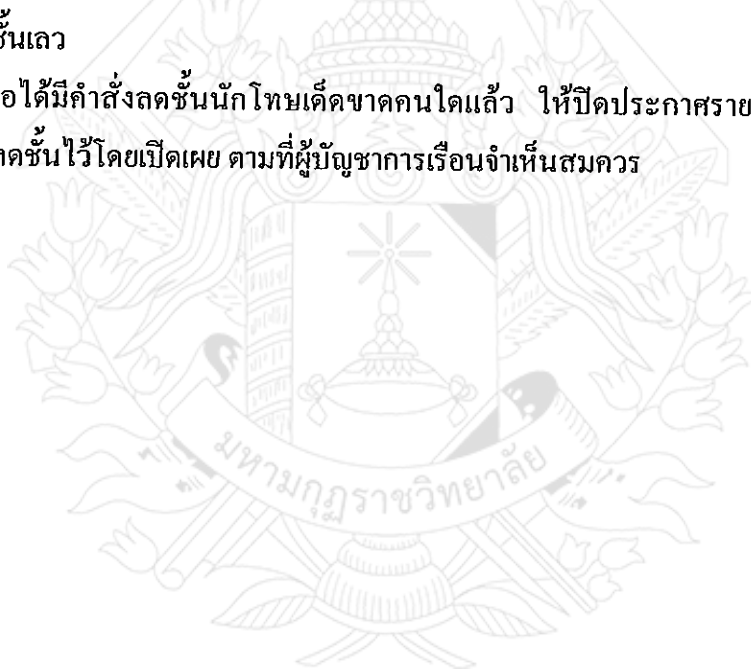 ชั้นเลว
อได้มีคำสั่งลดชั้นนักโทษเด็ดขาดคนใดแล้ว ให้ปิดประกาศราย
ลดชั้นไว้โดยเปิดเผย ตามที่ผู้บัญชาการเรือนจำเห็นสมควร
มหามกุฏราชวิทยาลัย